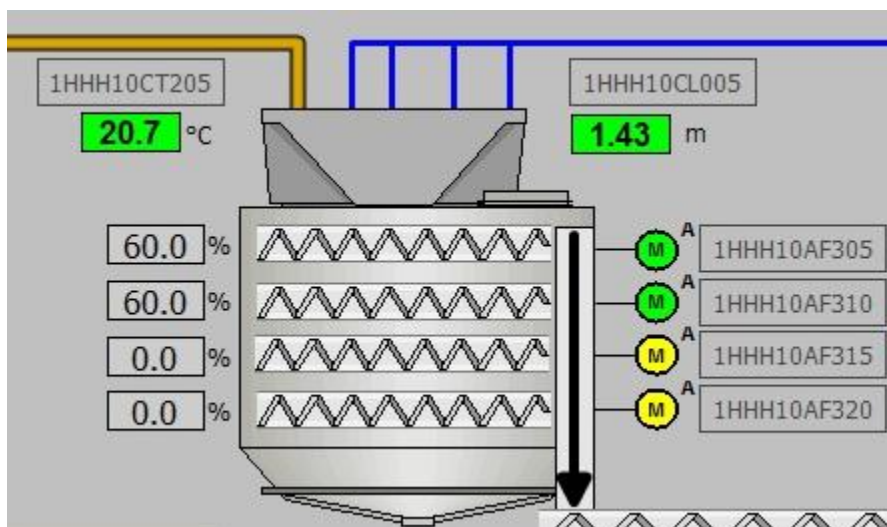 1HHH10CT205
1HHH10CL005
20.7 °C
1.43 m
60.0 % M A 1HHH10AF305
60.0 % M A 1HHH10AF310
0.0 % M A 1HHH10AF315
0.0 % M A 1HHH10AF320